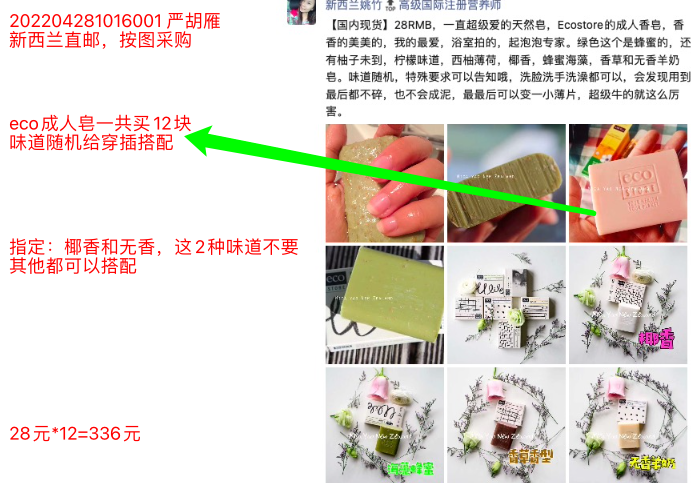 202204281016001 严胡雁
新西兰直邮，按图采购
eco成人皂一共买12块
味道随机给穿插搭配
指定：椰香和无香，这2种味道不要
其他都可以搭配
28元*12=336元
新西兰姚竹 TOP 高级国际注册营养师
【国内现货】28RMB，一直超级爱的天然皂，Ecostore的成人香皂，香
香的美美的，我的最爱，浴室拍的，起泡泡专家。绿色这个是蜂蜜的，还
有柚子未到，柠檬味道，西柚薄荷，椰香，蜂蜜海藻，香草和无香羊奶
皂。味道随机，特殊要求可以告知哦，洗脸洗手洗澡都可以，会发现用到
最后都不碎，也不会成泥，最最后可以变一小薄片，超级牛的就这么厉
害。
eco
store
eco
椰香
海藻蜂蜜
香草香型
无香羊奶